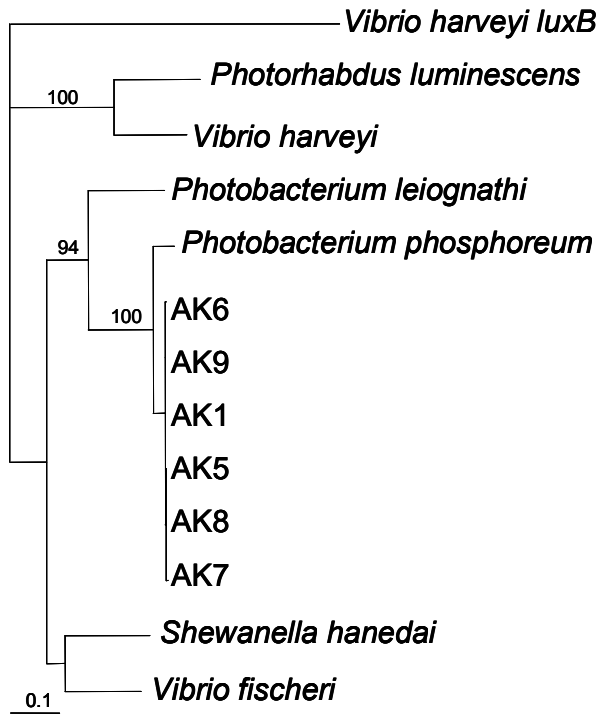 Vibrio harveyi luxB
Photorhabdus luminescens
100
Vibrio harveyi
Photobacterium leiognathi
94
Photobacterium phosphoreum
100
AK6
AK9
AK1
AK5
AK8
AK7
Shewanella hanedai
Vibrio fischeri
0.1